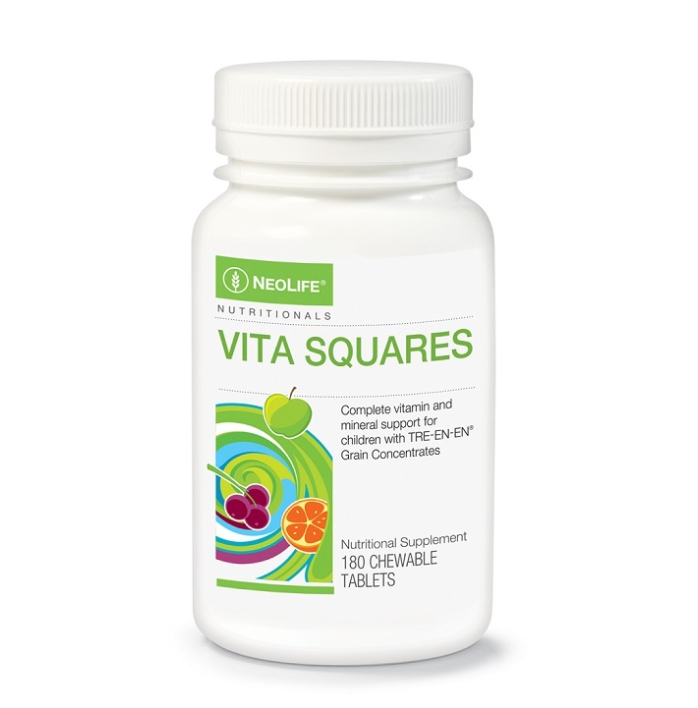 NEOLIFE®
NUTRITIONALS
VITA SQUARES
Complete vitamin and
mineral support for
children with TRE-EN-EN®
Grain Concentrates
Nutritional Supplement
180 CHEWABLE
TABLETS